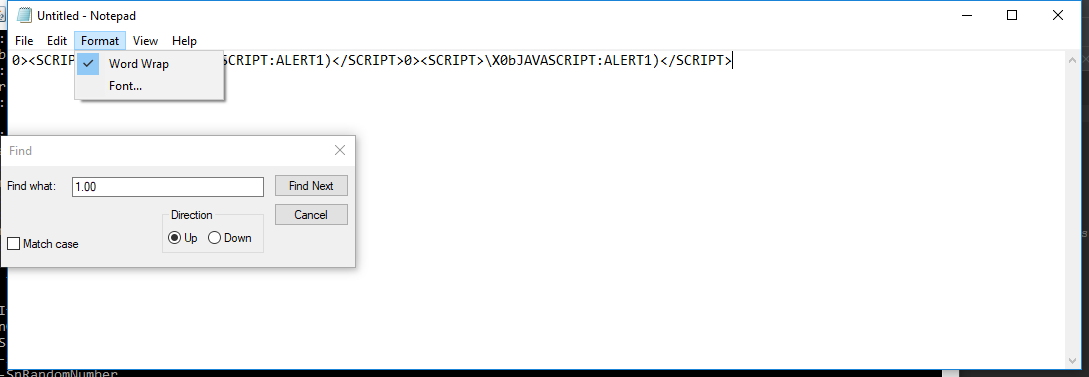 Untitled - Notepad
File Edit Format View Help
0><SCRIP SCRIPT:ALERT1)</SCRIPT>0><SCRIPT>\X0bJAVASCRIPT:ALERT1)</SCRIPT>
Word Wrap
Font...
Find
Find what: 1.00 Find Next
Direction Cancel
Up Down
Match case
-SnRandomNumber